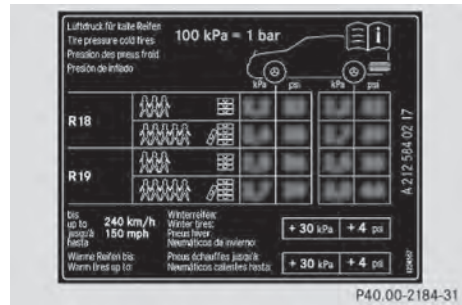 Luftdruck für kalte Reifen
Tire pressure cold tires
Pression des pneus froid
Presión de inflado
100 kPa = 1 bar
i
kPa psi kPa psi
R18
R19
A 212 584 02 17
bis
up to
jusqu'à
hasta
240 km/h
150 mph
Winterreifen:
Winter tires:
Pneus hiver:
Neumáticos de invierno:
+ 30 kPa + 4 psi
Warme Reifen bis:
Warm tires up to:
Pneus échauffés jusqu'à:
Neumáticos calientes hasta:
+ 30 kPa + 4 psi
P40.00-2184-31